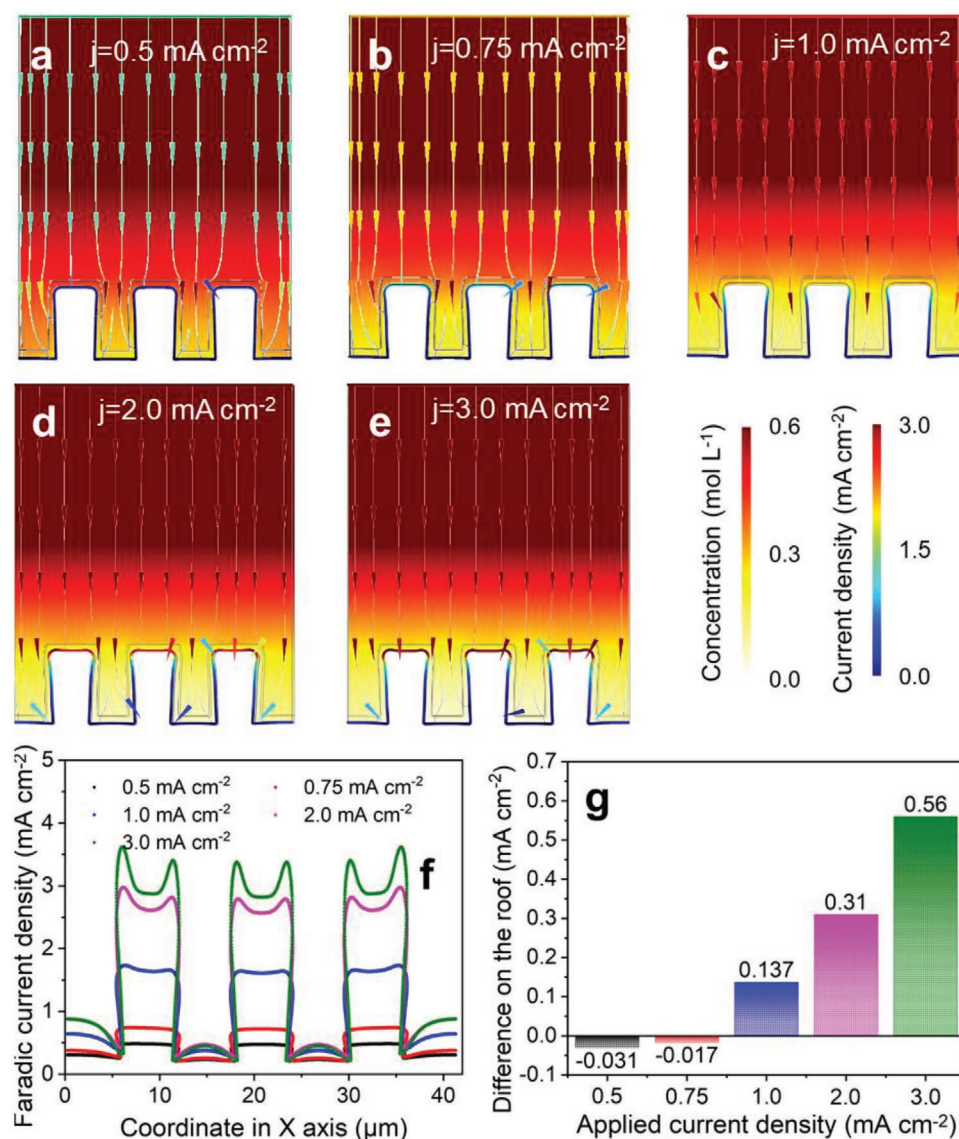 a j=0.5 mA cm-2
b j=0.75 mA cm-2
c j=1.0 mA cm-2
d j=2.0 mA cm-2
e j=3.0 mA cm-2
Concentration (mol L-1)
0.6
0.3
0.0
Current density (mA cm-2)
3.0
1.5
0.0
f
Faradic current density (mA cm-2)
5
4
3
2
1
0
0.5 mA cm-2 0.75 mA cm-2
1.0 mA cm-2 2.0 mA cm-2
3.0 mA cm-2
0 10 20 30 40
Coordinate in X axis (µm)
g
Difference on the roof (mA cm-2)
0.7
0.6
0.5
0.4
0.3
0.2
0.1
0.0
-0.1
-0.031
-0.017
0.137
0.31
0.56
0.5 0.75 1.0 2.0 3.0
Applied current density (mA cm-2)